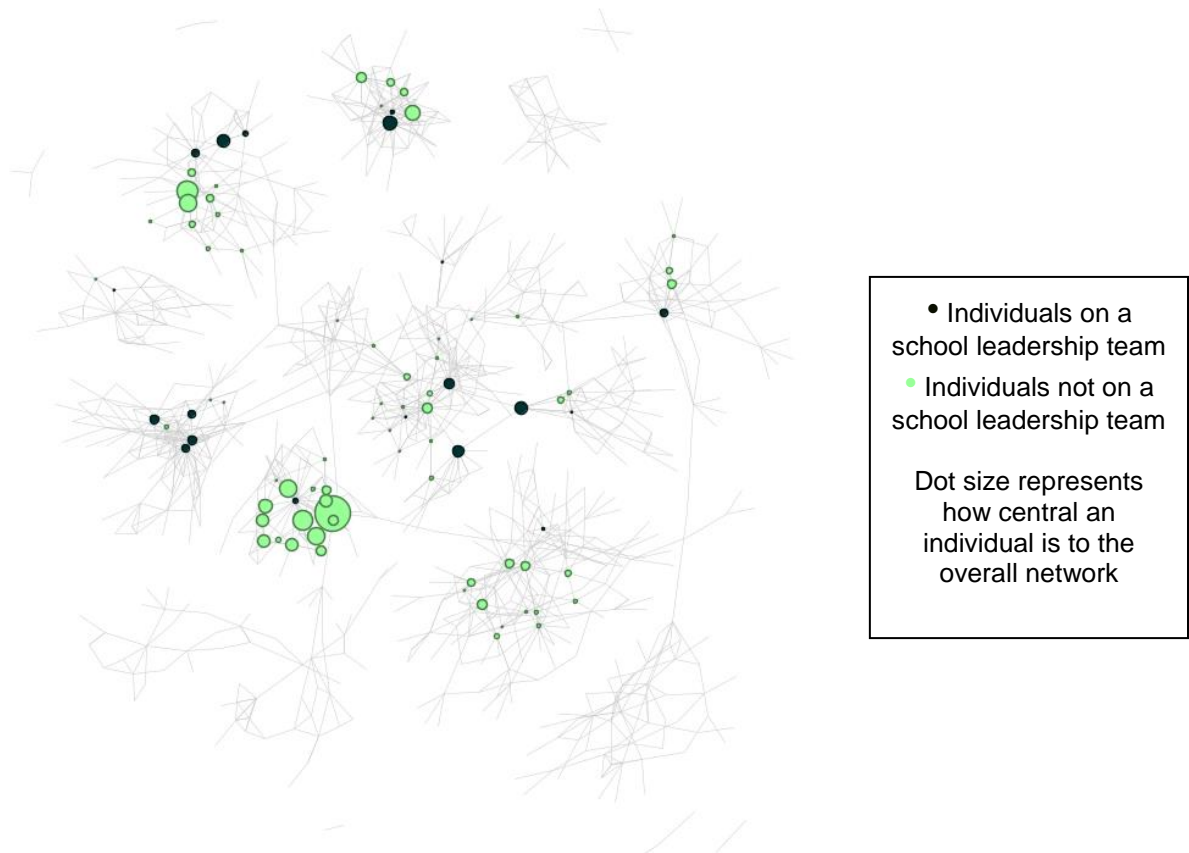 • Individuals on a
school leadership team
• Individuals not on a
school leadership team
Dot size represents
how central an
individual is to the
overall network